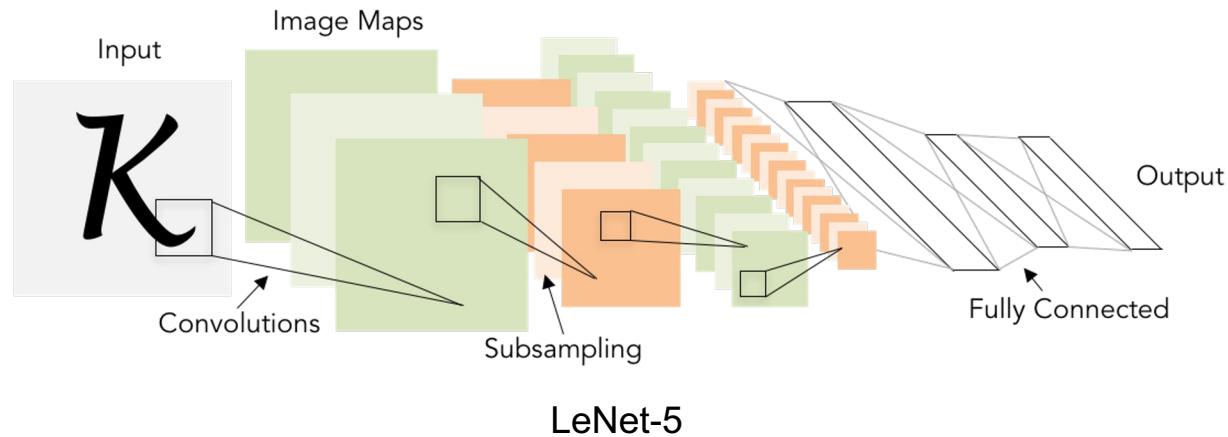 Image Maps
Input
K
Output
Convolutions
Fully Connected
Subsampling
LeNet-5